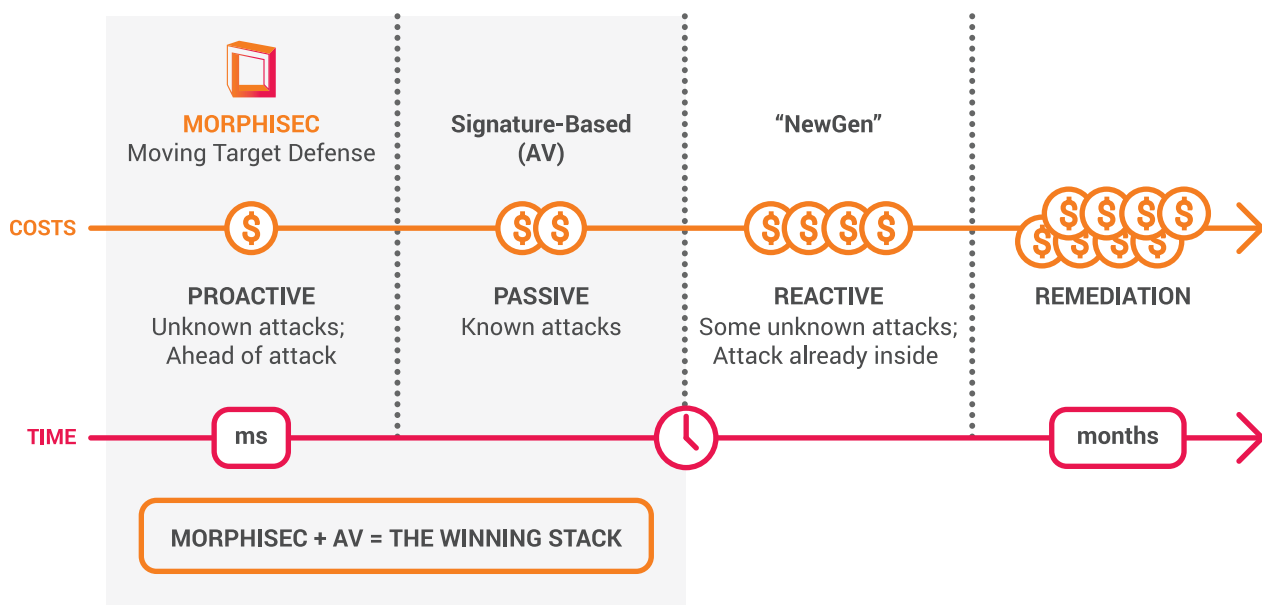 MORPHISEC
Moving Target Defense
Signature-Based
(AV)
“NewGen”
COSTS
$
$ $
$ $ $ $
$ $ $ $
$ $ $ $
PROACTIVE
Unknown attacks;
Ahead of attack
PASSIVE
Known attacks
REACTIVE
Some unknown attacks;
Attack already inside
REMEDIATION
TIME
ms
months
MORPHISEC + AV = THE WINNING STACK